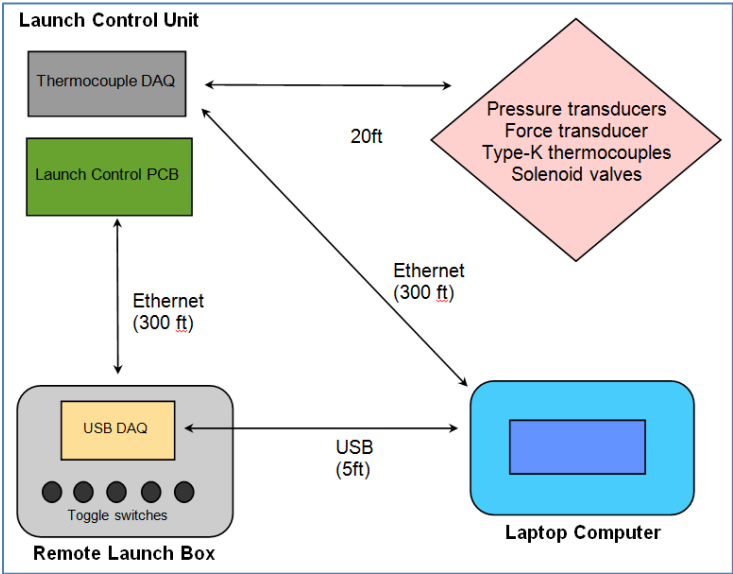 Launch Control Unit
Thermocouple DAQ
20ft
Pressure transducers
Force transducer
Type-K thermocouples
Solenoid valves
Launch Control PCB
Ethernet
(300 ft)
Ethernet
(300 ft)
USB DAQ
Toggle switches
Remote Launch Box
USB
(5ft)
Laptop Computer